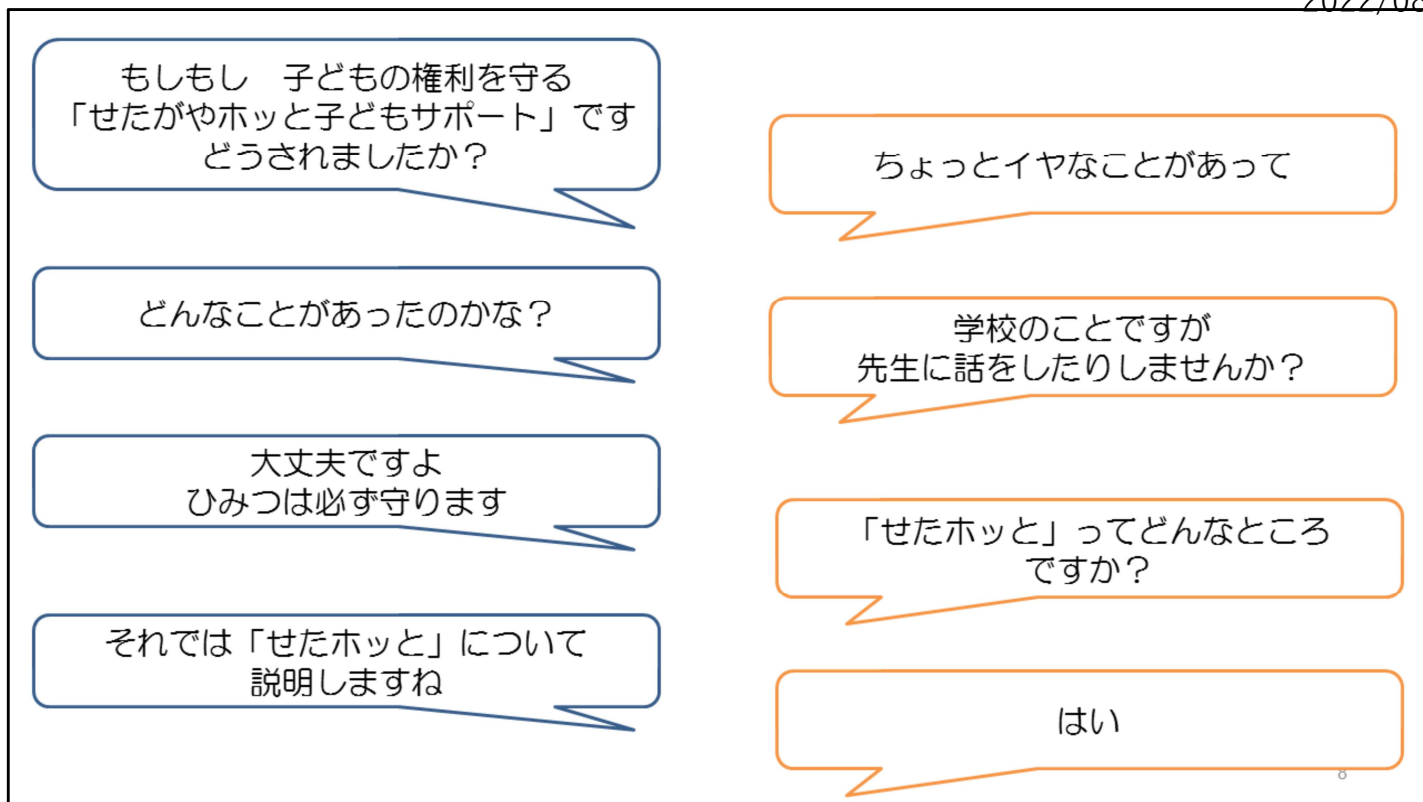 2022/08
もしもし　子どもの権利を守る
「せたがやホッと子どもサポート」です
どうされましたか？
ちょっとイヤなことがあって
どんなことがあったのかな？
学校のことですが
先生に話をしたりしませんか？
大丈夫ですよ
ひみつは必ず守ります
「せたホッと」ってどんなところ
ですか？
それでは「せたホッと」について
説明しますね
はい
8